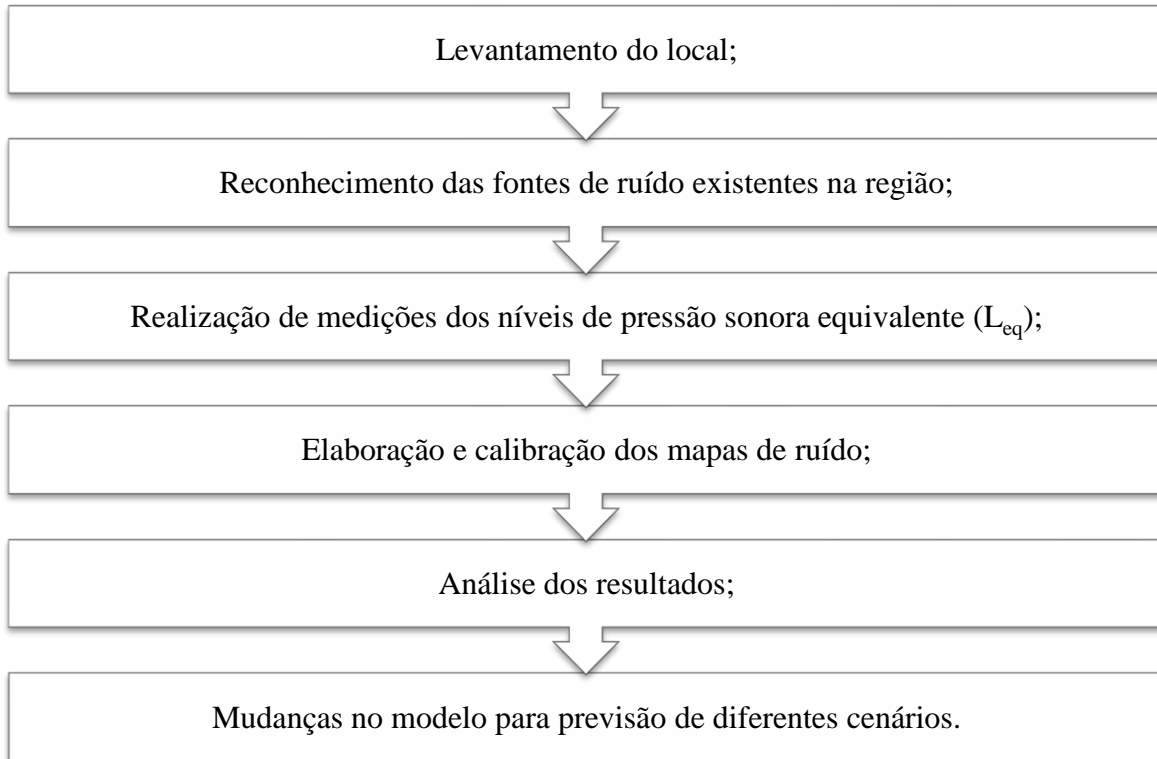 Levantamento do local;
Reconhecimento das fontes de ruído existentes na região;
Realização de medições dos níveis de pressão sonora equivalente (Leq);
Elaboração e calibração dos mapas de ruído;
Análise dos resultados;
Mudanças no modelo para previsão de diferentes cenários.